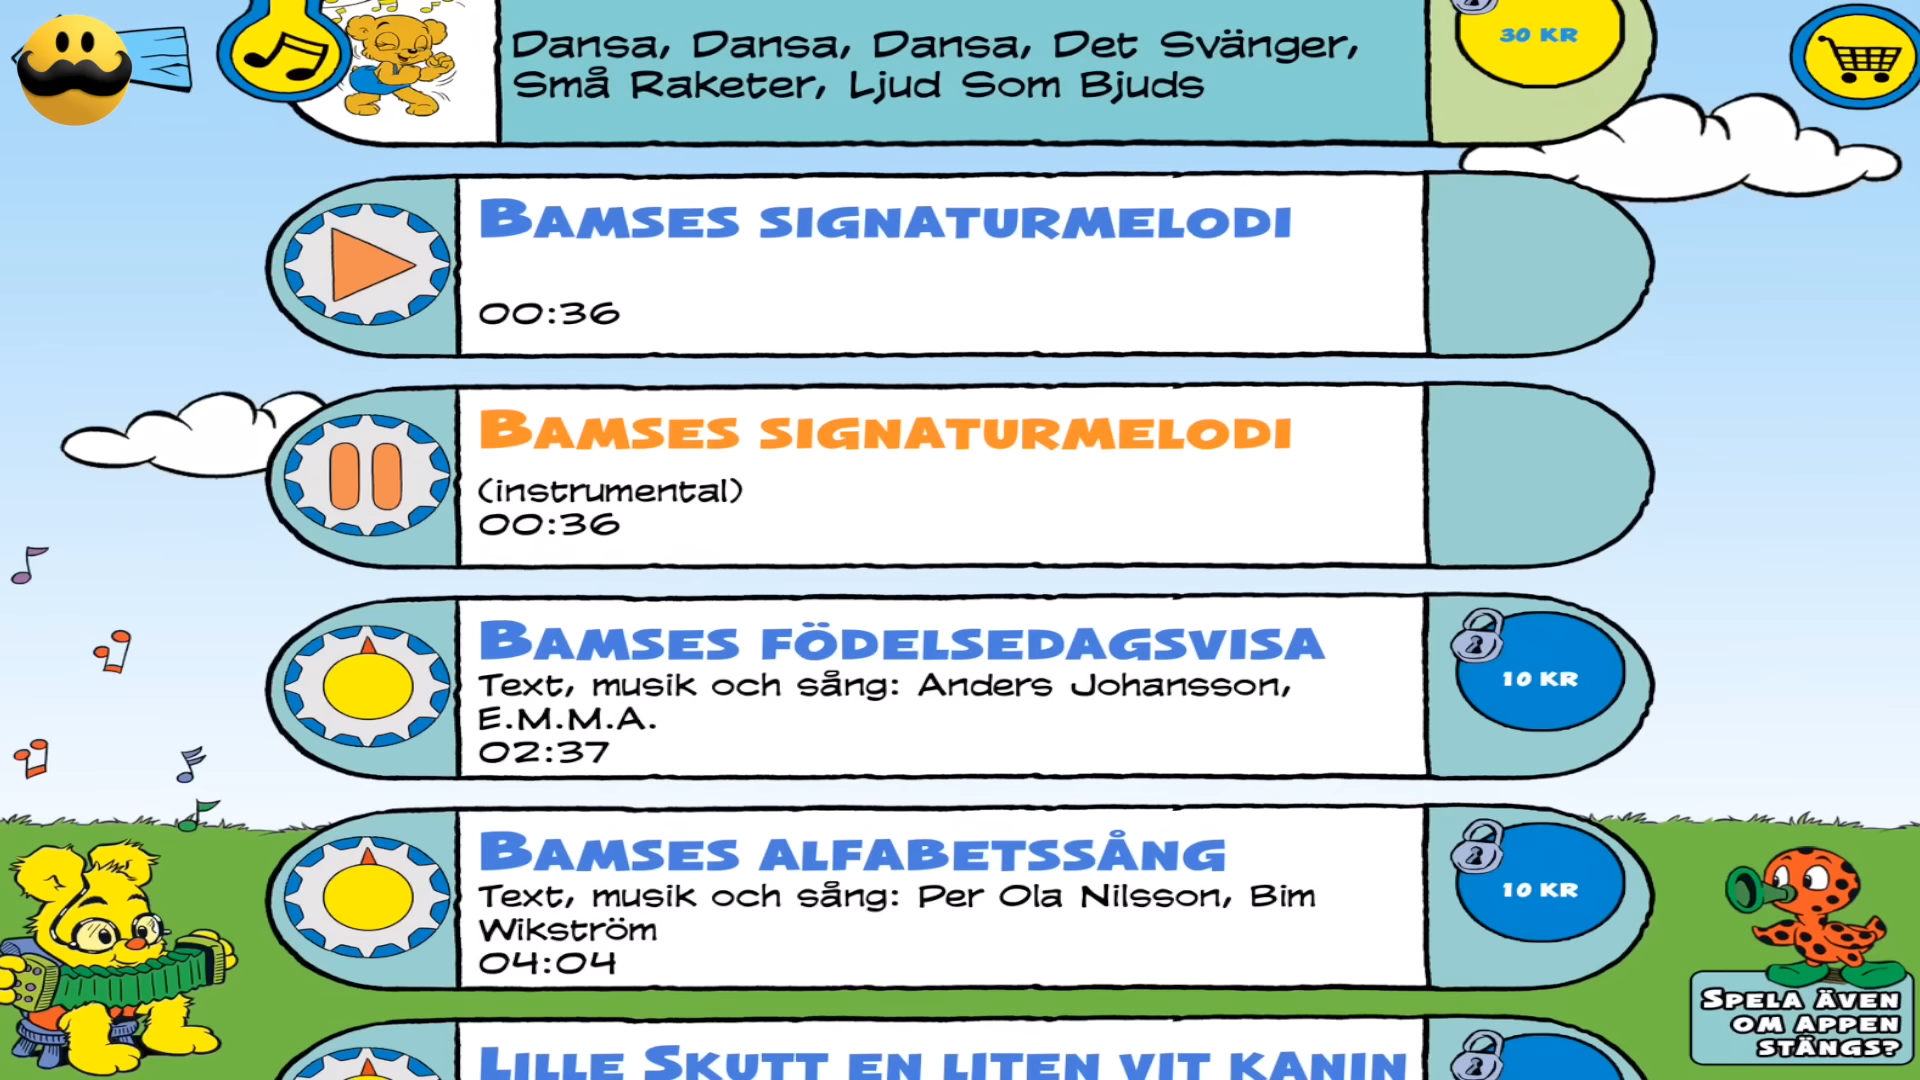 Dansa, Dansa, Dansa, Det Svänger,
Små Raketer, Ljud Som Bjuds
30 KR
BAMSES SIGNATURMELODI
00:36
BAMSES SIGNATURMELODI
(instrumental)
00:36
BAMSES FÖDELSEDAGSVISA
Text, musik och sång: Anders Johansson,
E.M.M.A.
02:37
10 KR
BAMSES ALFABETSSÅNG
Text, musik och sång: Per Ola Nilsson, Bim
Wikström
04:04
10 KR
LILLE SKUTT EN LITEN VIT KANIN
SPELA ÄVEN
OM APPEN
STÄNGS?